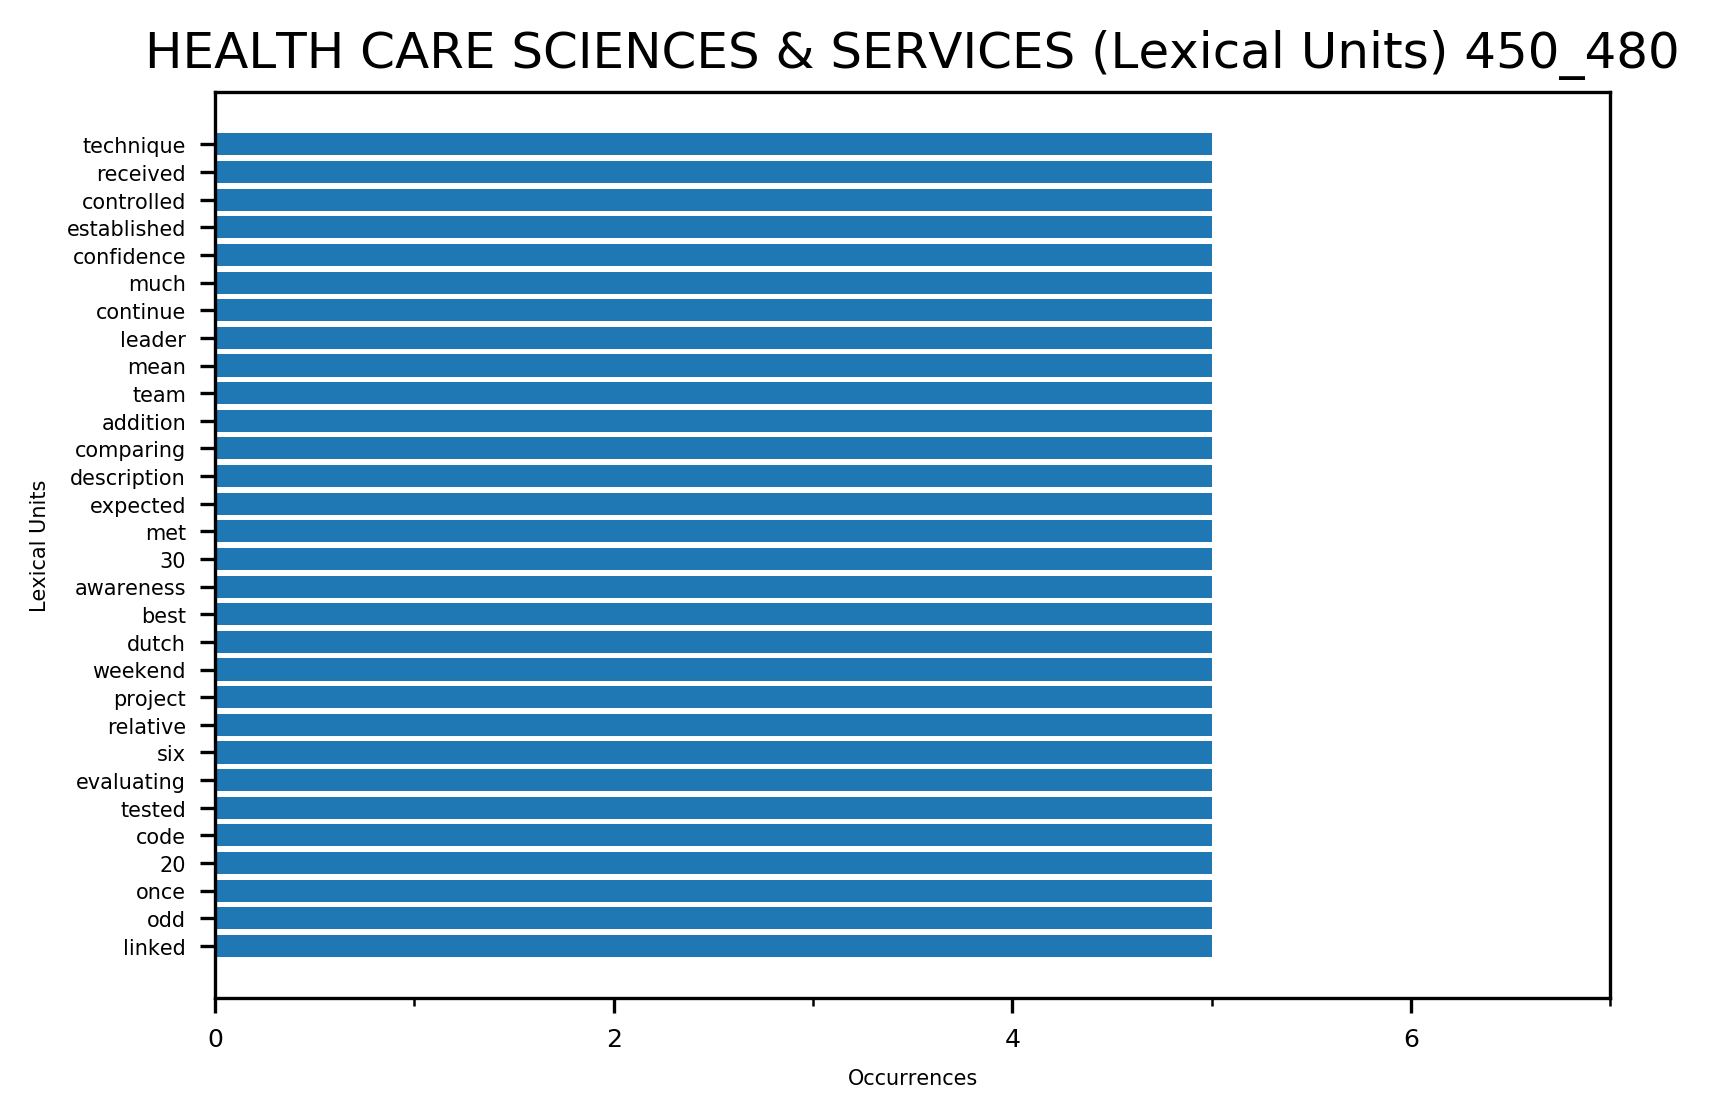 HEALTH CARE SCIENCES & SERVICES (Lexical Units) 450_480
technique
received
controlled
established
confidence
much
continue
leader
mean
team
addition
comparing
description
expected
met
30
awareness
best
dutch
weekend
project
relative
six
evaluating
tested
code
20
once
odd
linked
Lexical Units
0 2 4 6
Occurrences